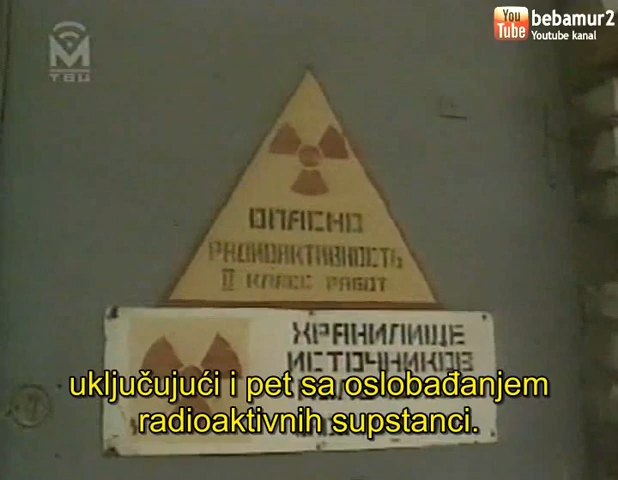 You Tube bebamur2
Youtube kanal
М
ТВЦ
ОПАСНО
РАДИОАКТИВНОСТЬ
II КЛАСС РАБОТ
ХРАНИЛИЩЕ
ИСТОЧНИКОВ
uključujući i pet sa oslobađanjem
radioaktivnih supstanci.